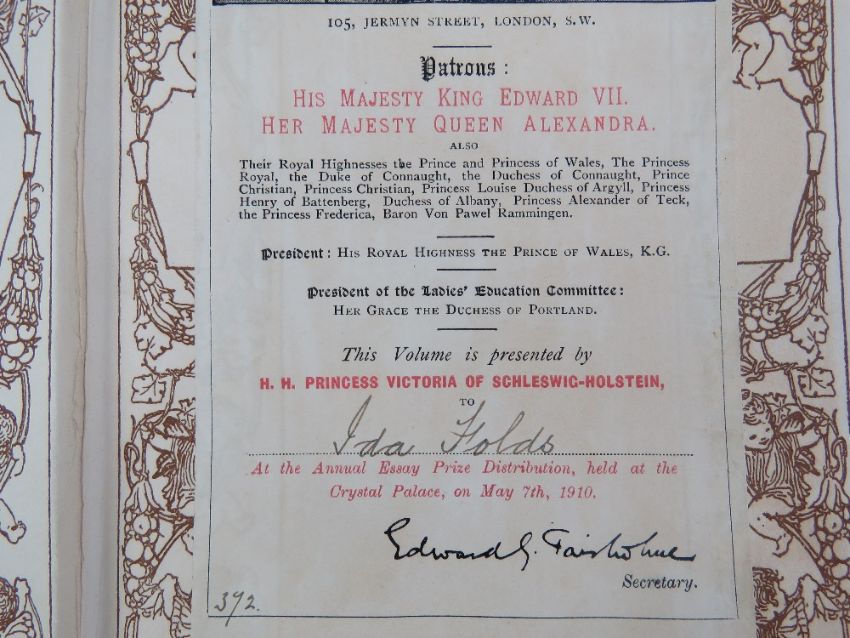 105, JERMYN STREET, LONDON, S.W.
Patrons:
HIS MAJESTY KING EDWARD VII.
HER MAJESTY QUEEN ALEXANDRA.
ALSO
Their Royal Highnesses the Prince and Princess of Wales, The Princess
Royal, the Duke of Connaught, the Duchess of Connaught, Prince
Christian, Princess Christian, Princess Louise Duchess of Argyll, Princess
Henry of Battenberg, Duchess of Albany, Princess Alexander of Teck,
the Princess Frederica, Baron Von Pawel Rammingen.
President: HIS ROYAL HIGHNESS THE PRINCE OF WALES, K.G.
President of the Ladies' Education Committee:
HER GRACE THE DUCHESS OF PORTLAND.
This Volume is presented by
H. H. PRINCESS VICTORIA OF SCHLESWIG-HOLSTEIN,
TO
Ida Folds
At the Annual Essay Prize Distribution, held at the
Crystal Palace, on May 7th, 1910.
Edward G. Fairholme
Secretary.
392.